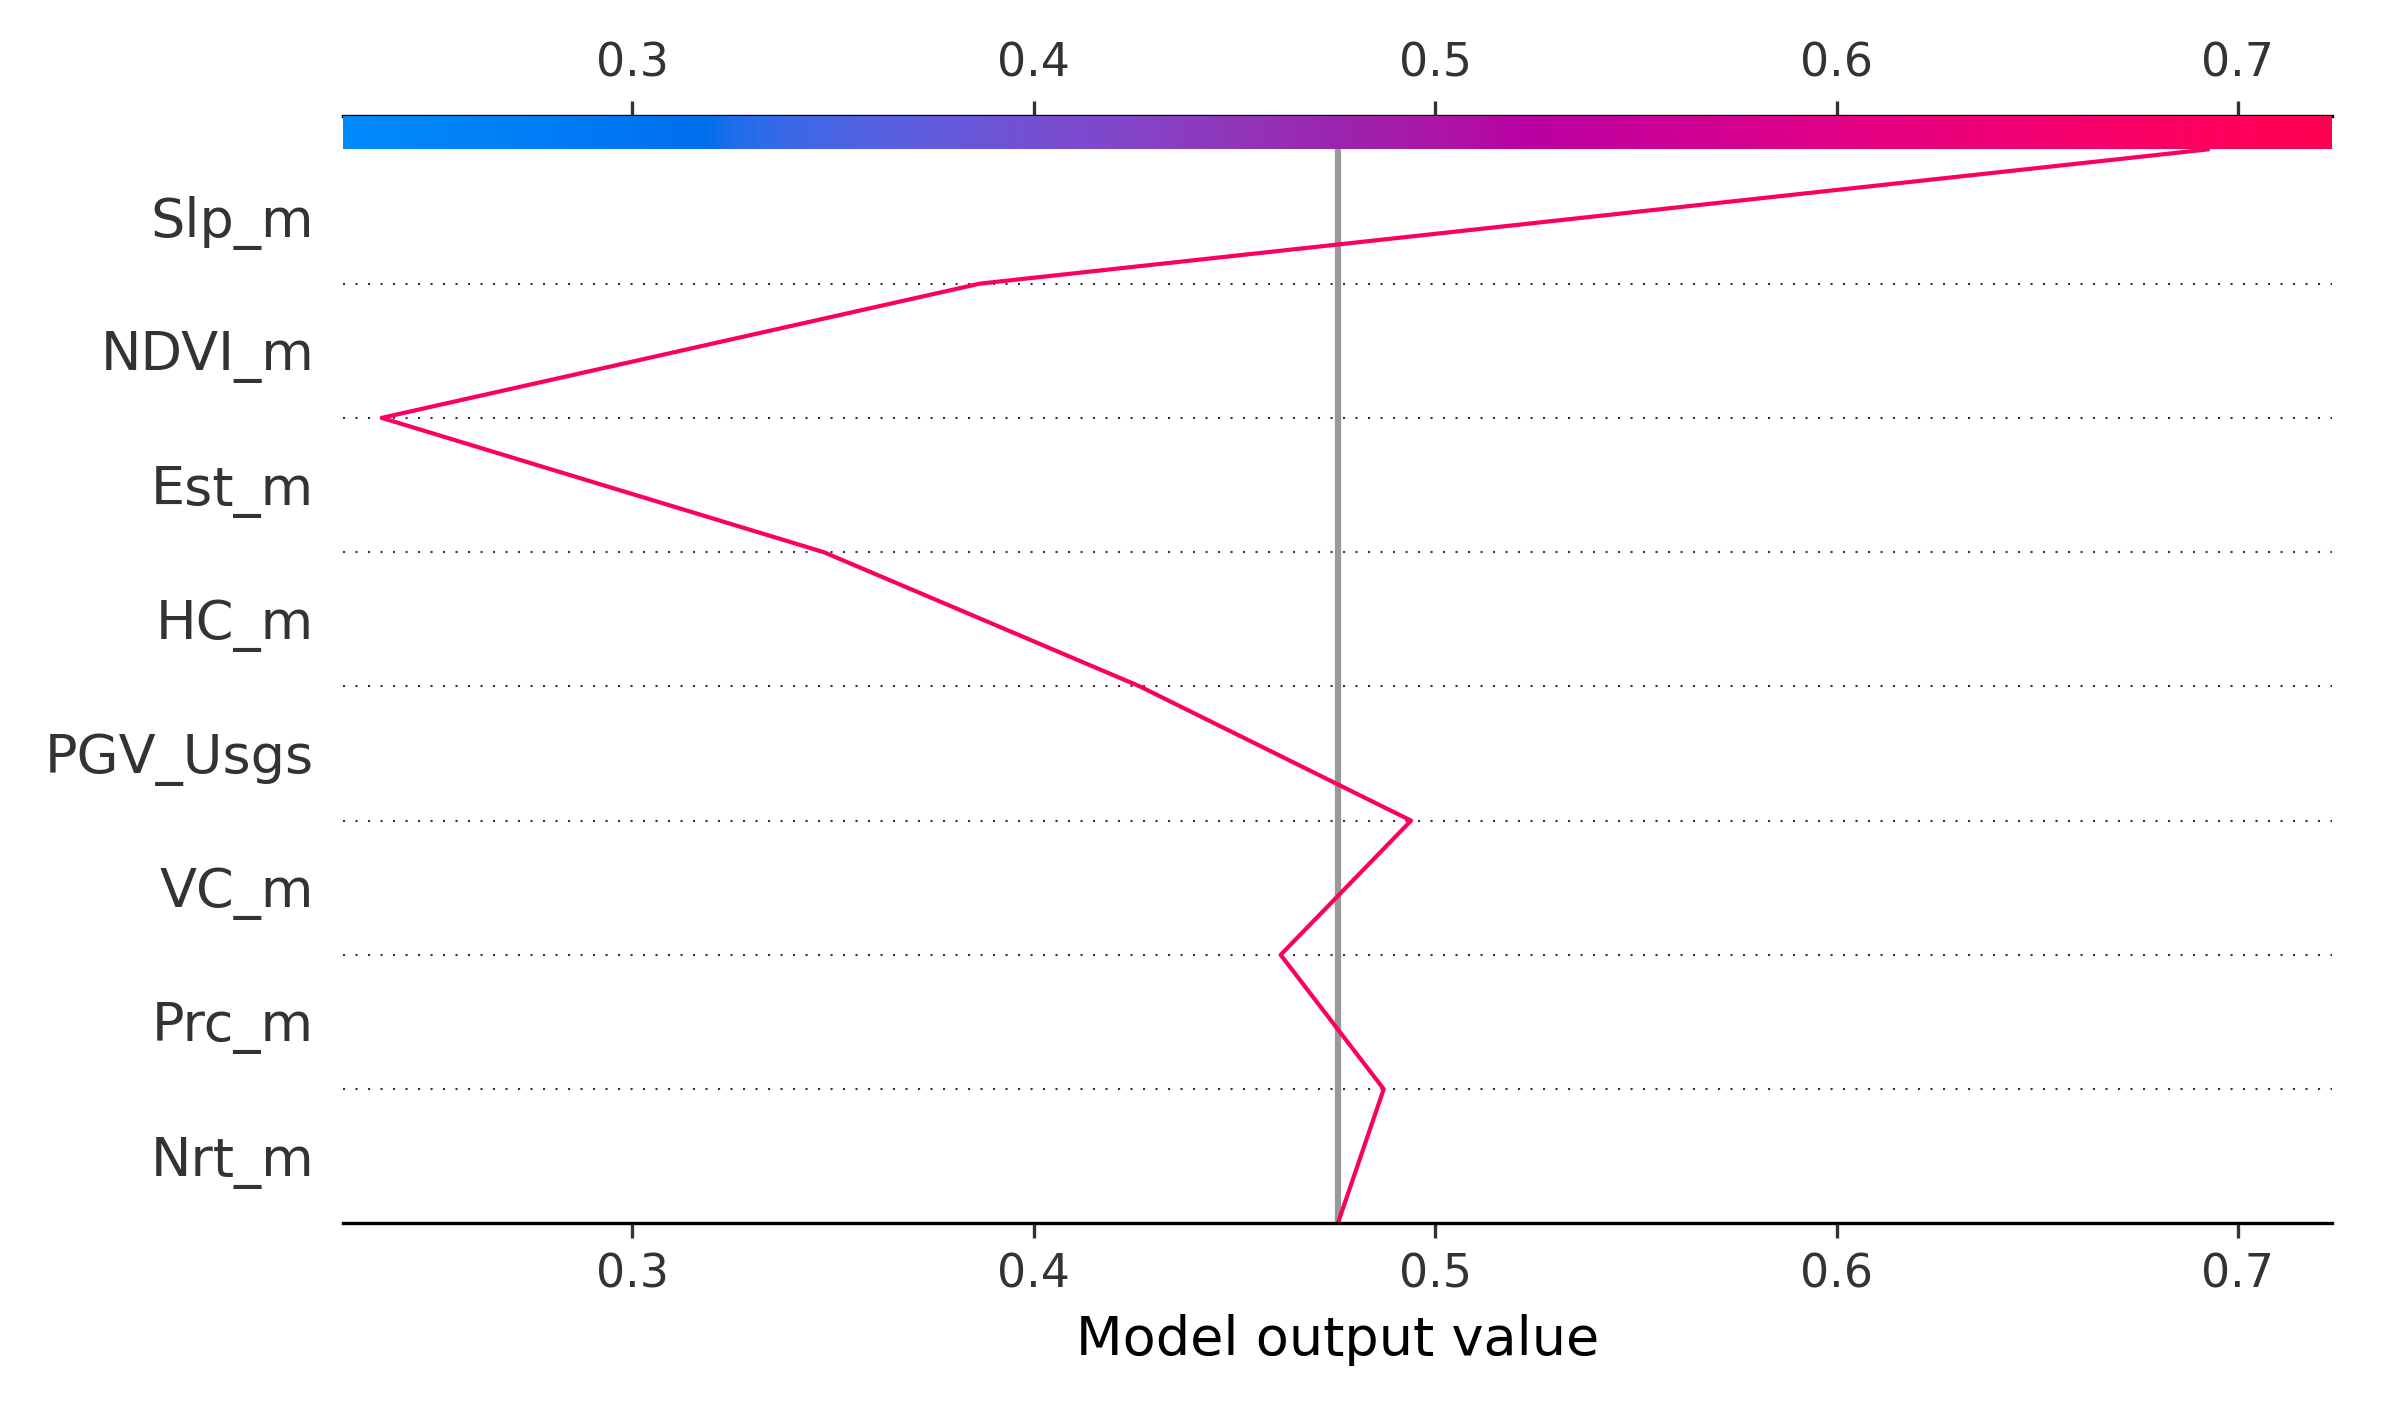 0.3 0.4 0.5 0.6 0.7
Slp_m
NDVI_m
Est_m
HC_m
PGV_Usgs
VC_m
Prc_m
Nrt_m
0.3 0.4 0.5 0.6 0.7
Model output value